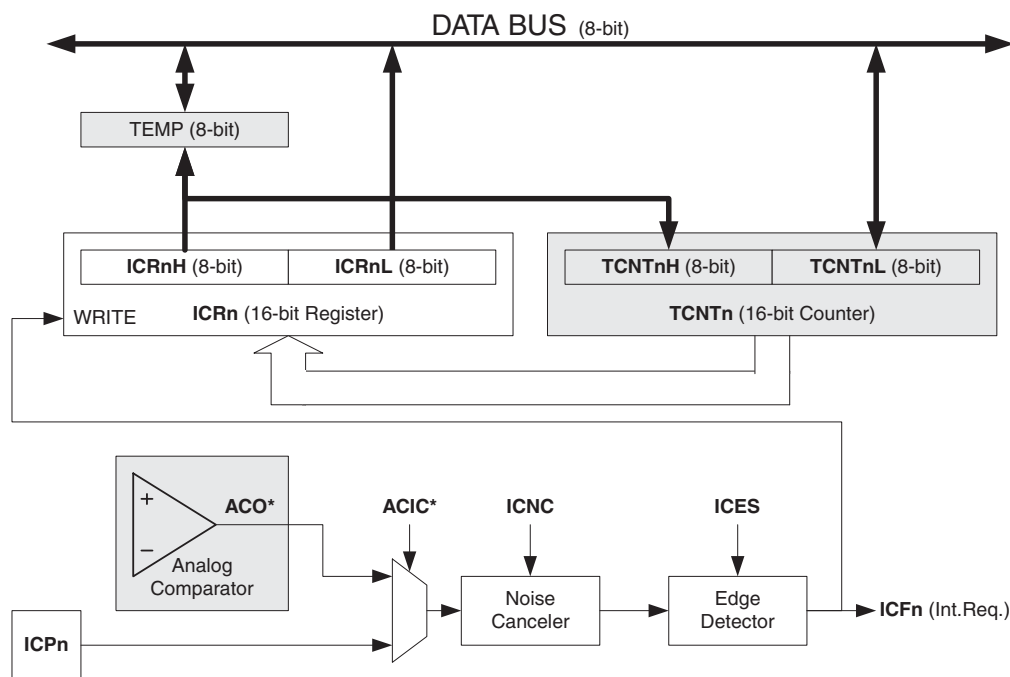 DATA BUS (8-bit)
TEMP (8-bit)
ICRnH (8-bit)
ICRnL (8-bit)
TCNTnH (8-bit)
TCNTnL (8-bit)
WRITE
ICRn (16-bit Register)
TCNTn (16-bit Counter)
+
−
ACO*
Analog
Comparator
ACIC*
ICNC
ICES
Noise
Canceler
Edge
Detector
ICFn (Int.Req.)
ICPn